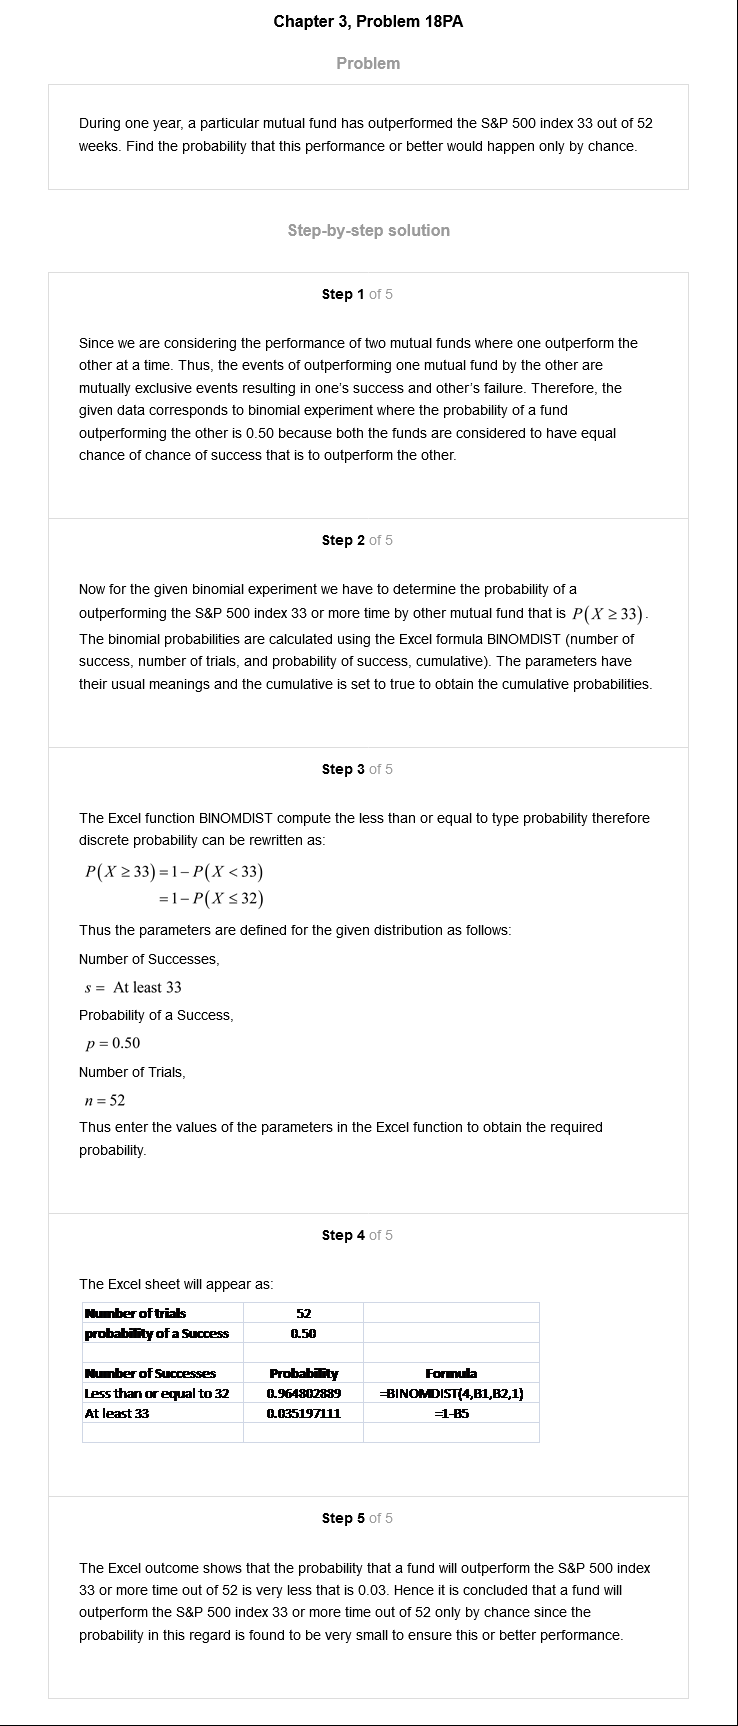 Chapter 3, Problem 18PA
Problem
During one year, a particular mutual fund has outperformed the S&P 500 index 33 out of 52
weeks. Find the probability that this performance or better would happen only by chance.
Step-by-step solution
Step 1 of 5
Since we are considering the performance of two mutual funds where one outperform the
other at a time. Thus, the events of outperforming one mutual fund by the other are
mutually exclusive events resulting in one's success and other's failure. Therefore, the
given data corresponds to binomial experiment where the probability of a fund
outperforming the other is 0.50 because both the funds are considered to have equal
chance of chance of success that is to outperform the other.
Step 2 of 5
Now for the given binomial experiment we have to determine the probability of a
outperforming the S&P 500 index 33 or more time by other mutual fund that is P(X ≥ 33).
The binomial probabilities are calculated using the Excel formula BINOMDIST (number of
success, number of trials, and probability of success, cumulative). The parameters have
their usual meanings and the cumulative is set to true to obtain the cumulative probabilities.
Step 3 of 5
The Excel function BINOMDIST compute the less than or equal to type probability therefore
discrete probability can be rewritten as:
P(X ≥ 33) = 1 − P(X < 33)
= 1 − P(X ≤ 32)
Thus the parameters are defined for the given distribution as follows:
Number of Successes,
s = At least 33
Probability of a Success,
p = 0.50
Number of Trials,
n = 52
Thus enter the values of the parameters in the Excel function to obtain the required
probability.
Step 4 of 5
The Excel sheet will appear as:
Number of trials 52
probability of a Success 0.50
Number of Successes Probability Formula
Less than or equal to 32 0.964802889 =BINOMDIST(4,B1,B2,1)
At least 33 0.035197111 =1-B5
Step 5 of 5
The Excel outcome shows that the probability that a fund will outperform the S&P 500 index
33 or more time out of 52 is very less that is 0.03. Hence it is concluded that a fund will
outperform the S&P 500 index 33 or more time out of 52 only by chance since the
probability in this regard is found to be very small to ensure this or better performance.